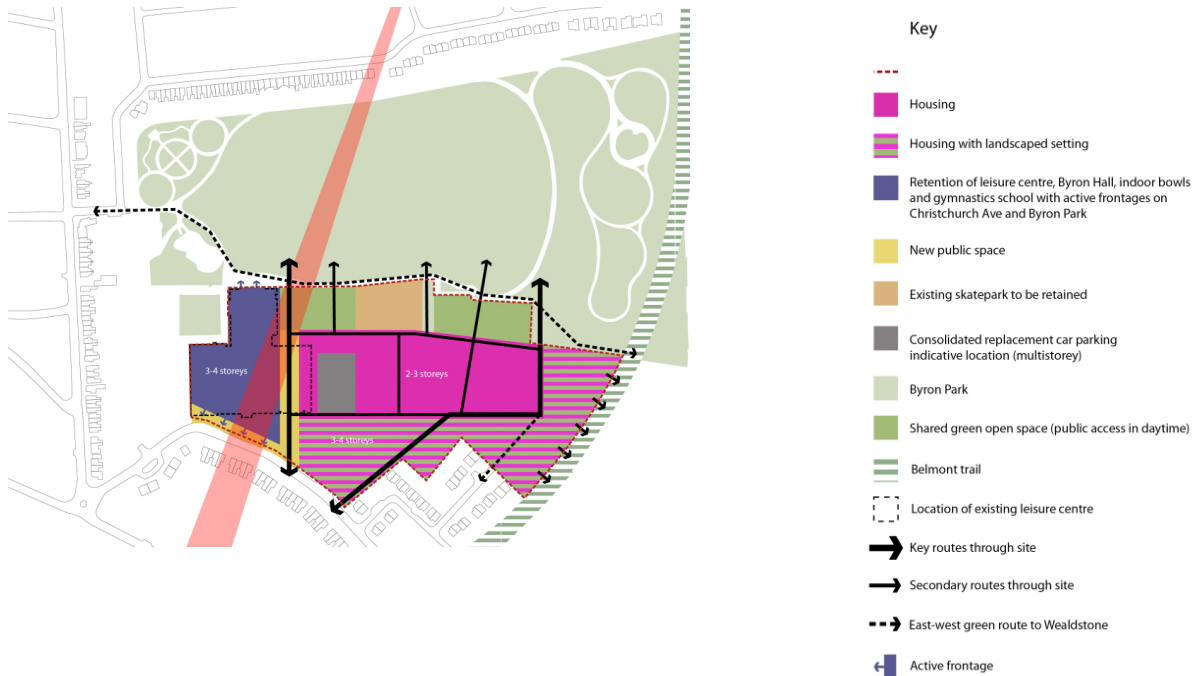 Key
Housing
Housing with landscaped setting
Retention of leisure centre, Byron Hall, indoor bowls
and gymnastics school with active frontages on
Christchurch Ave and Byron Park
New public space
Existing skatepark to be retained
Consolidated replacement car parking
indicative location (multistorey)
Byron Park
Shared green open space (public access in daytime)
Belmont trail
Location of existing leisure centre
Key routes through site
Secondary routes through site
East-west green route to Wealdstone
Active frontage
3-4 storeys
2-3 storeys
3-4 storeys